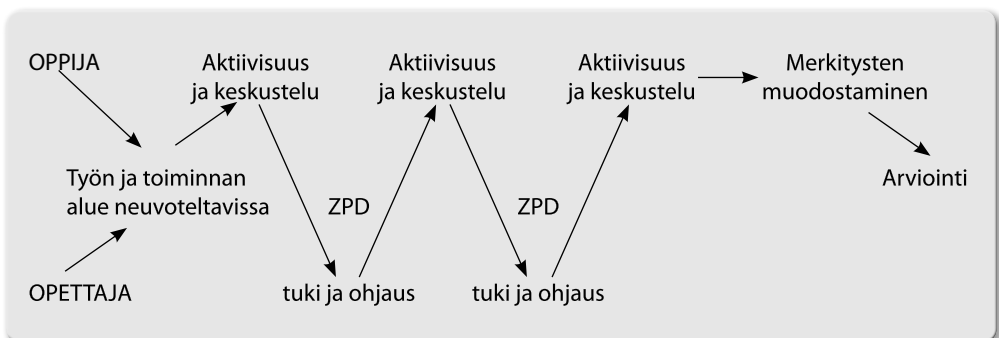 OPPIJA
Aktiivisuus
ja keskustelu
Aktiivisuus
ja keskustelu
Aktiivisuus
ja keskustelu
Merkitysten
muodostaminen
Työn ja toiminnan
alue neuvoteltavissa
ZPD
ZPD
Arviointi
OPETTAJA
tuki ja ohjaus
tuki ja ohjaus